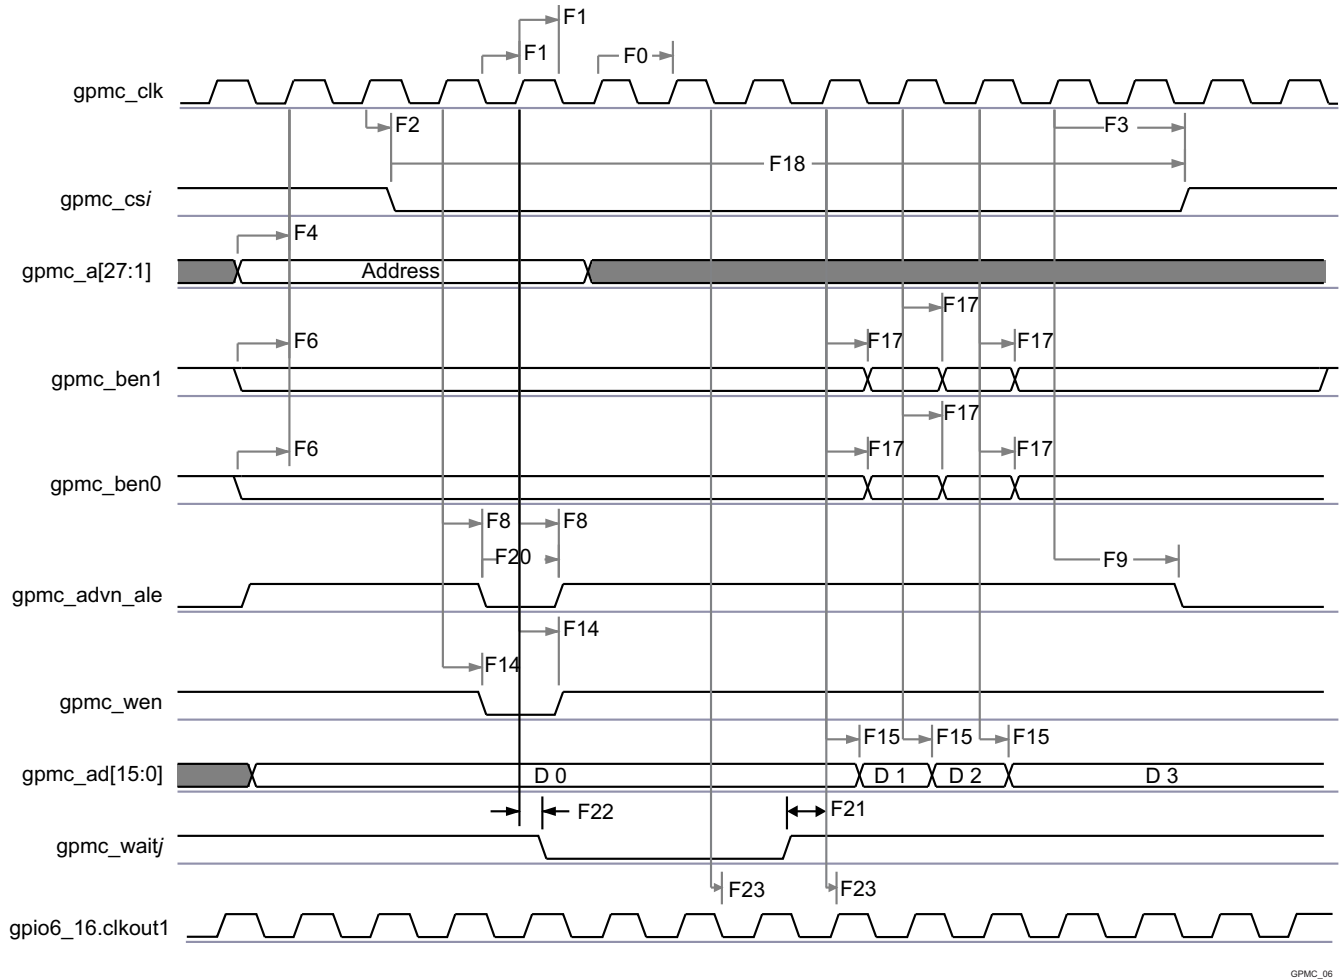 F1
F1
F0
gpmc_clk
F2
F3
F18
gpmc_csi
F4
gpmc_a[27:1]
Address
F17
F6
F17
F17
gpmc_ben1
F17
F6
F17
F17
gpmc_ben0
F8
F8
F20
F9
gpmc_advn_ale
F14
F14
gpmc_wen
F15
F15
F15
gpmc_ad[15:0]
D 0
D 1
D 2
D 3
F22
F21
gpmc_waitj
F23
F23
gpio6_16.clkout1
GPMC_06